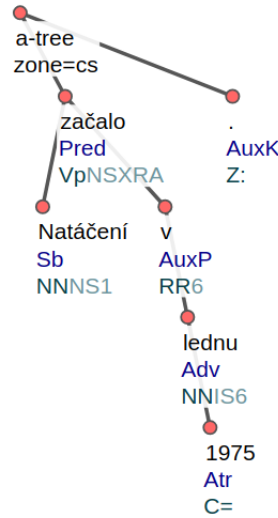 a-tree
zone=cs
začalo
Pred
VpNSXRA
.
AuxK
Z:
Natáčení
Sb
NNNS1
v
AuxP
RR6
lednu
Adv
NNIS6
1975
Atr
C=